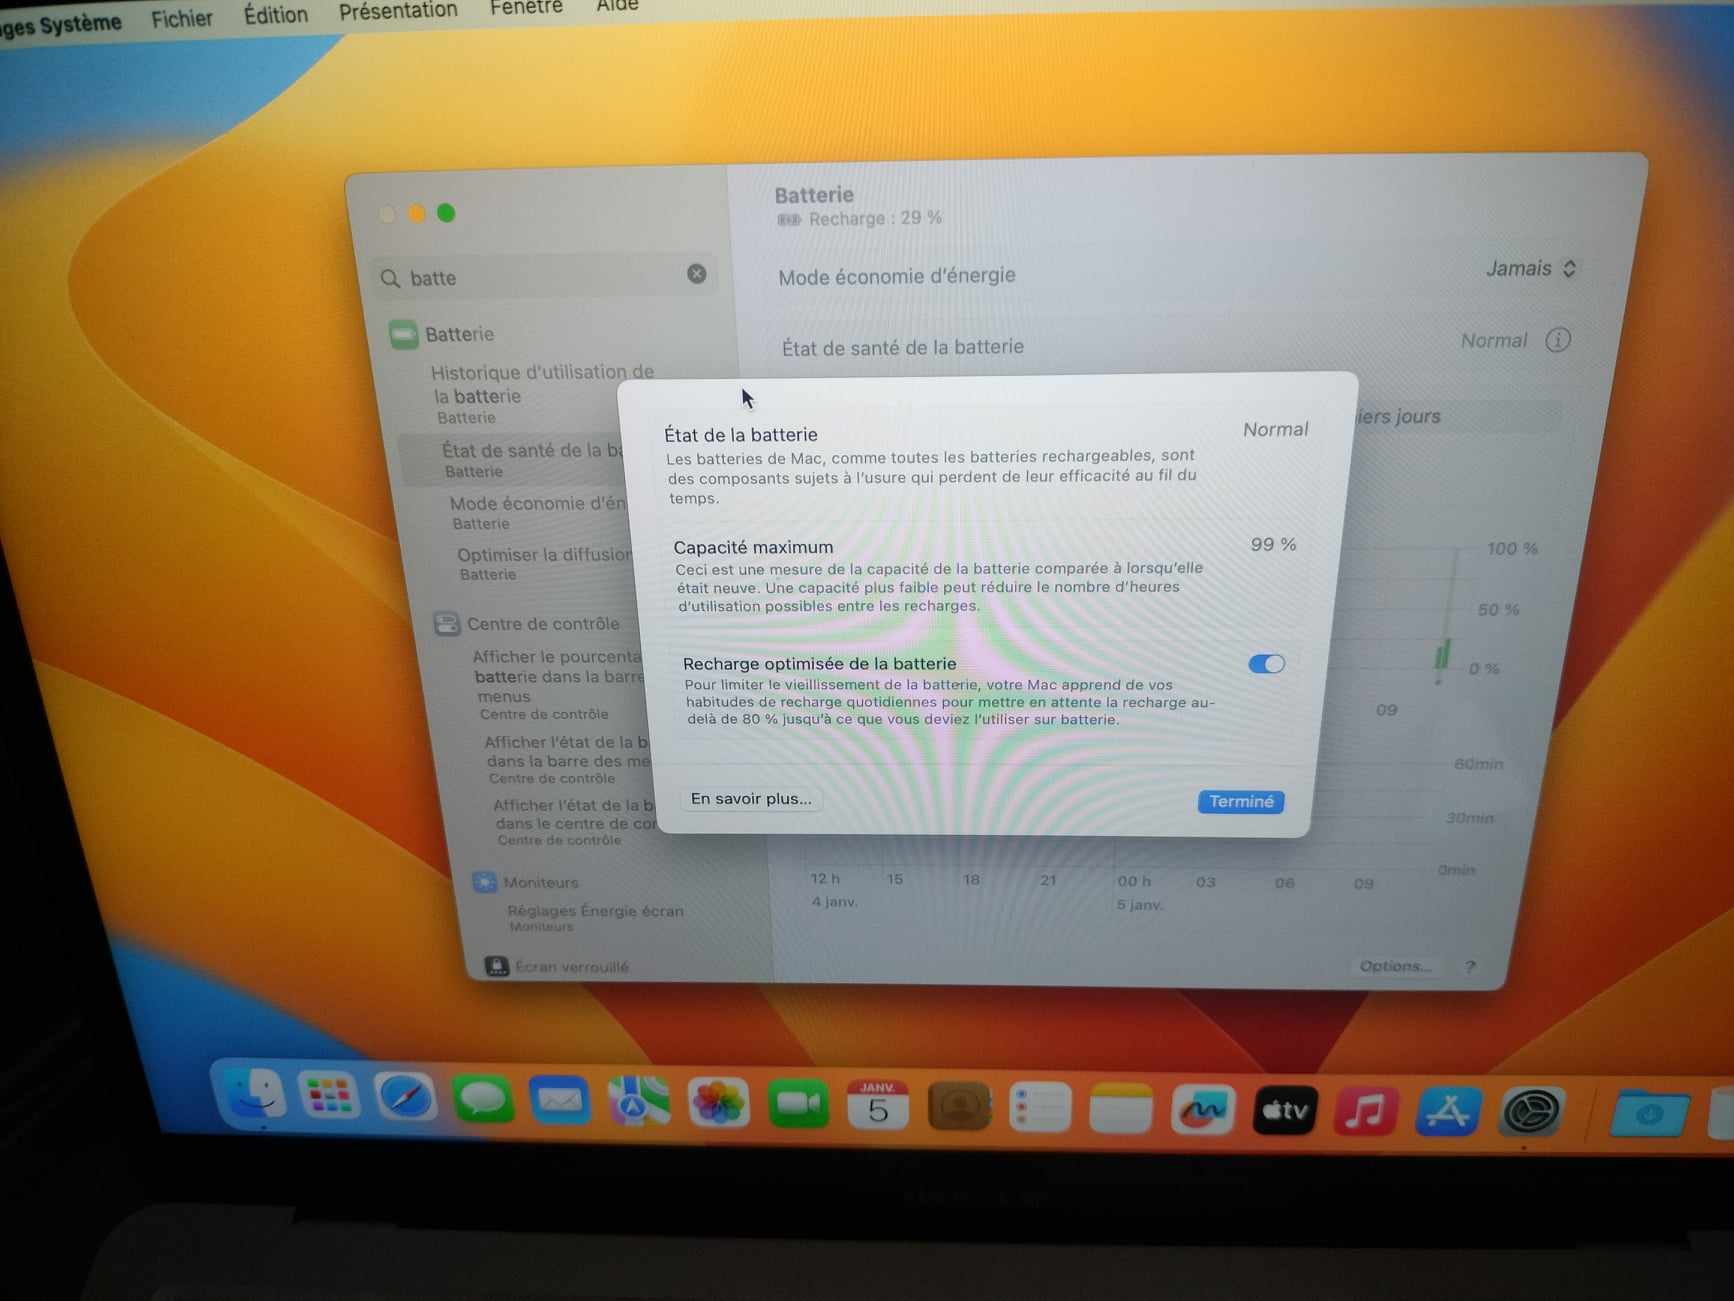 ges Système Fichier Édition Présentation Fenêtre Aide
batte
Batterie
Historique d'utilisation de
la batterie
Batterie
État de santé de la ba
Batterie
Mode économie d'én
Batterie
Optimiser la diffusion
Batterie
Centre de contrôle
Afficher le pourcenta
batterie dans la barre
menus
Centre de contrôle
Afficher l'état de la b
dans la barre des me
Centre de contrôle
Afficher l'état de la b
dans le centre de con
Centre de contrôle
Moniteurs
Réglages Énergie écran
Moniteurs
Écran verrouillé
Batterie
Recharge : 29 %
Mode économie d'énergie
Jamais
État de santé de la batterie
Normal
iers jours
État de la batterie
Normal
Les batteries de Mac, comme toutes les batteries rechargeables, sont
des composants sujets à l'usure qui perdent de leur efficacité au fil du
temps.
Capacité maximum
99 %
Ceci est une mesure de la capacité de la batterie comparée à lorsqu'elle
était neuve. Une capacité plus faible peut réduire le nombre d'heures
d'utilisation possibles entre les recharges.
Recharge optimisée de la batterie
Pour limiter le vieillissement de la batterie, votre Mac apprend de vos
habitudes de recharge quotidiennes pour mettre en attente la recharge au-
delà de 80 % jusqu'à ce que vous deviez l'utiliser sur batterie.
En savoir plus...
Terminé
100 %
50 %
0 %
09
60min
30min
0min
12 h 15 18 21 00 h 03 06 09
4 janv. 5 janv.
Options... ?
JANV.
5
tv